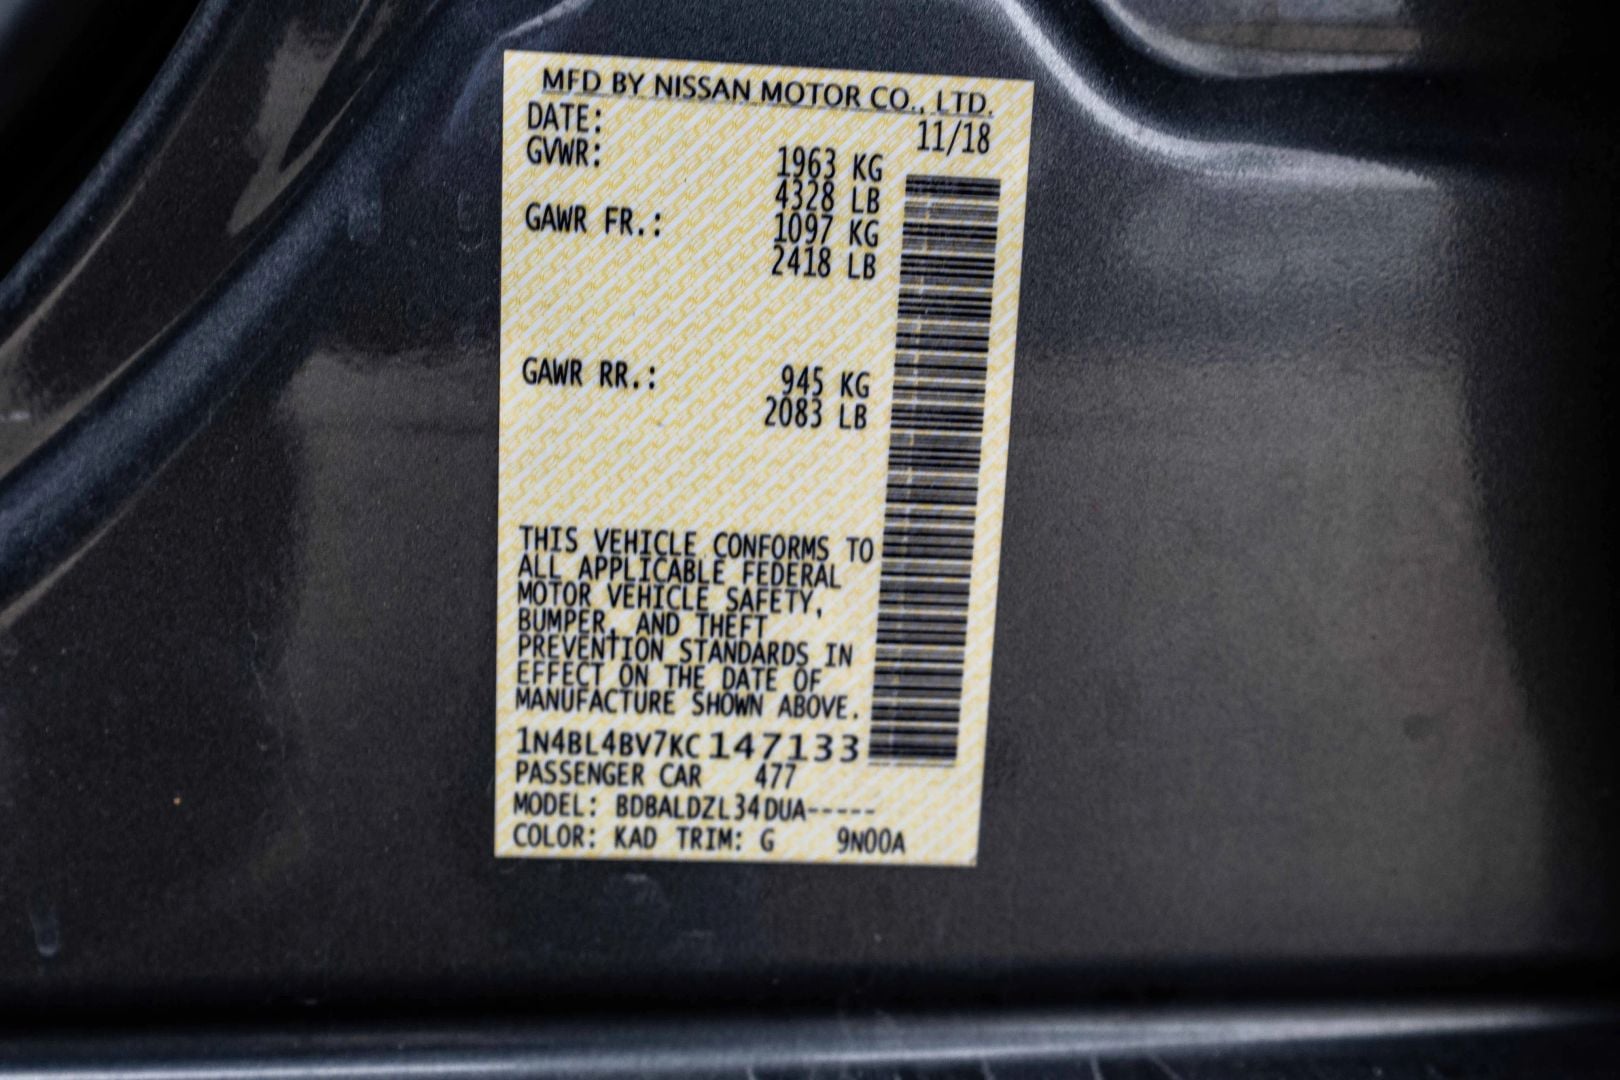 MFD BY NISSAN MOTOR CO., LTD.
DATE: 11/18
GVWR: 1963 KG
4328 LB
GAWR FR.: 1097 KG
2418 LB
GAWR RR.: 945 KG
2083 LB
THIS VEHICLE CONFORMS TO
ALL APPLICABLE FEDERAL
MOTOR VEHICLE SAFETY,
BUMPER, AND THEFT
PREVENTION STANDARDS IN
EFFECT ON THE DATE OF
MANUFACTURE SHOWN ABOVE.
1N4BL4BV7KC147133
PASSENGER CAR 477
MODEL: BDBALDZL34DUA-----
COLOR: KAD TRIM: G 9N00A